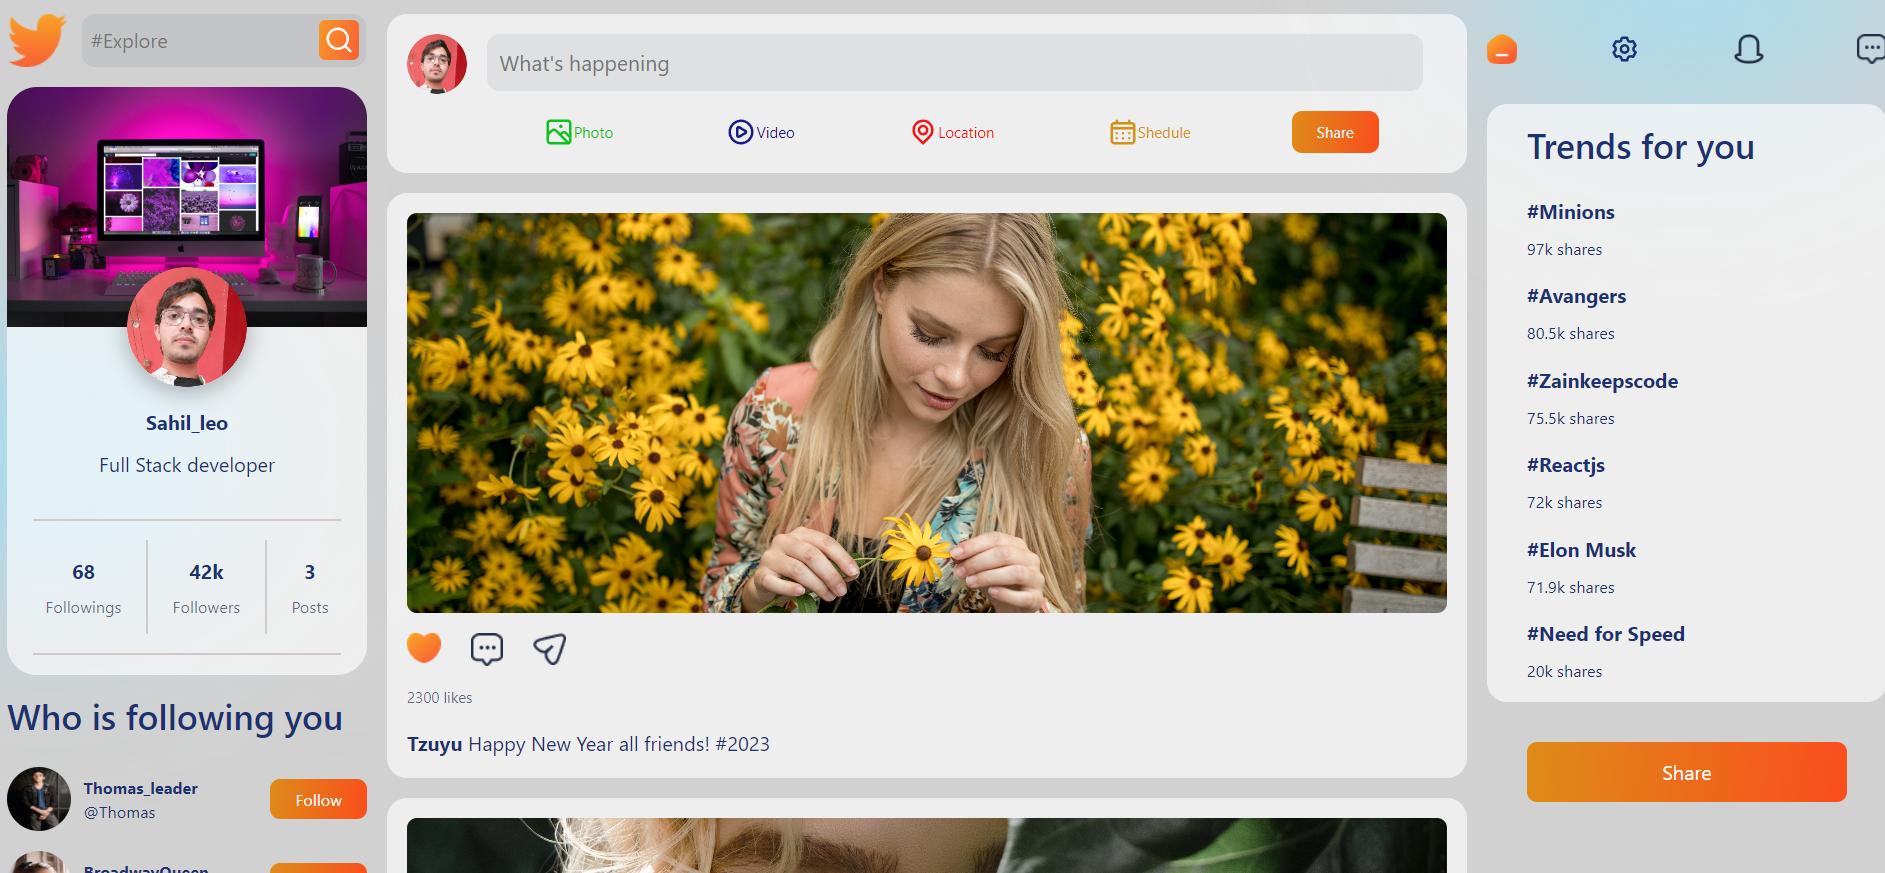 #Explore
Sahil_leo
Full Stack developer
68
Followings
42k
Followers
3
Posts
Who is following you
Thomas_leader
@Thomas
Follow
BroadwayQueen
What's happening
Photo
Video
Location
Shedule
Share
2300 likes
Tzuyu Happy New Year all friends! #2023
Trends for you
#Minions
97k shares
#Avangers
80.5k shares
#Zainkeepscode
75.5k shares
#Reactjs
72k shares
#Elon Musk
71.9k shares
#Need for Speed
20k shares
Share